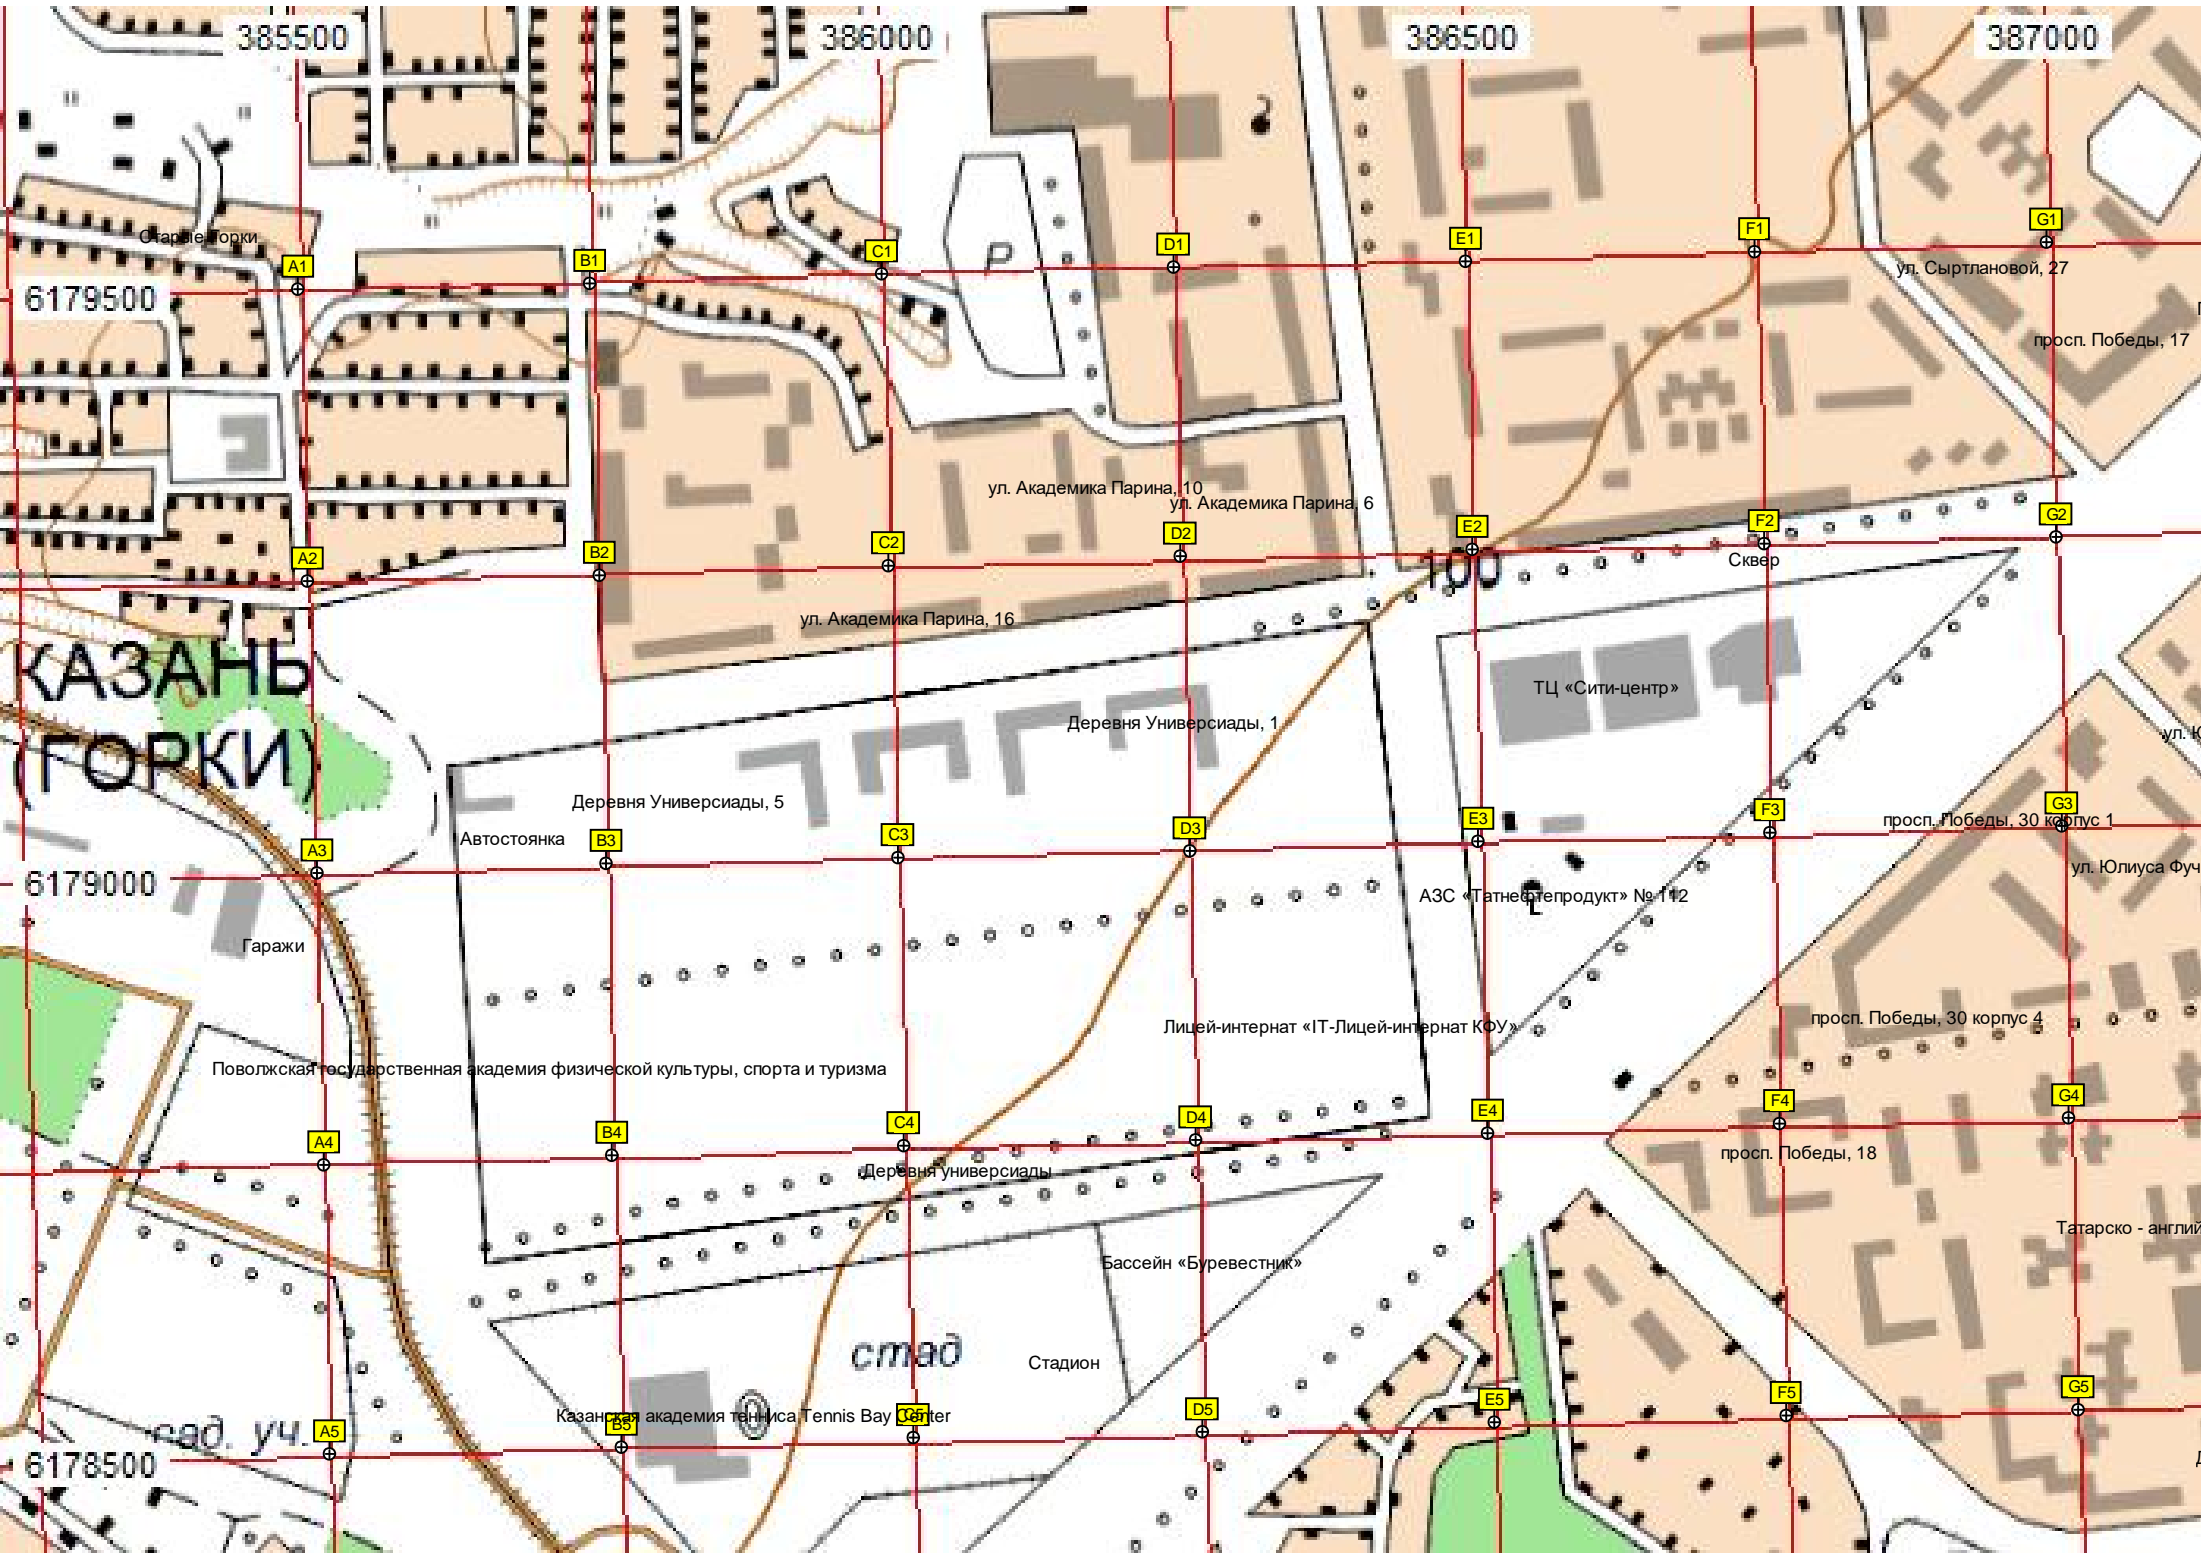 385500
386000
386500
387000
G1
F1
Старые Горки
E1
D1
C1
B1
A1
P
ул. Сыртлановой, 27
6179500
просп. Победы, 17
ул. Академика Парина, 10
ул. Академика Парина, 6
G2
F2
E2
D2
C2
B2
A2
100
Сквер
ул. Академика Парина, 16
КАЗАНЬ
ТЦ «Сити-центр»
Деревня Универсиады, 1
(ГОРКИ)
Деревня Универсиады, 5
G3
F3
E3
D3
просп. Победы, 30 корпус 1
Автостоянка
C3
B3
A3
ул. Юлиуса Фуч
6179000
АЗС «Татнефтепродукт» № 112
Гаражи
просп. Победы, 30 корпус 4
Лицей-интернат «IT-Лицей-интернат КФУ»
Поволжская государственная академия физической культуры, спорта и туризма
G4
F4
E4
D4
C4
B4
A4
просп. Победы, 18
Деревня универсиады
Татарско - англий
Бассейн «Буревестник»
стад
Стадион
G5
F5
E5
D5
Казанская академия тенниса Tennis Bay Center
C5
B5
A5
сад. уч.
6178500